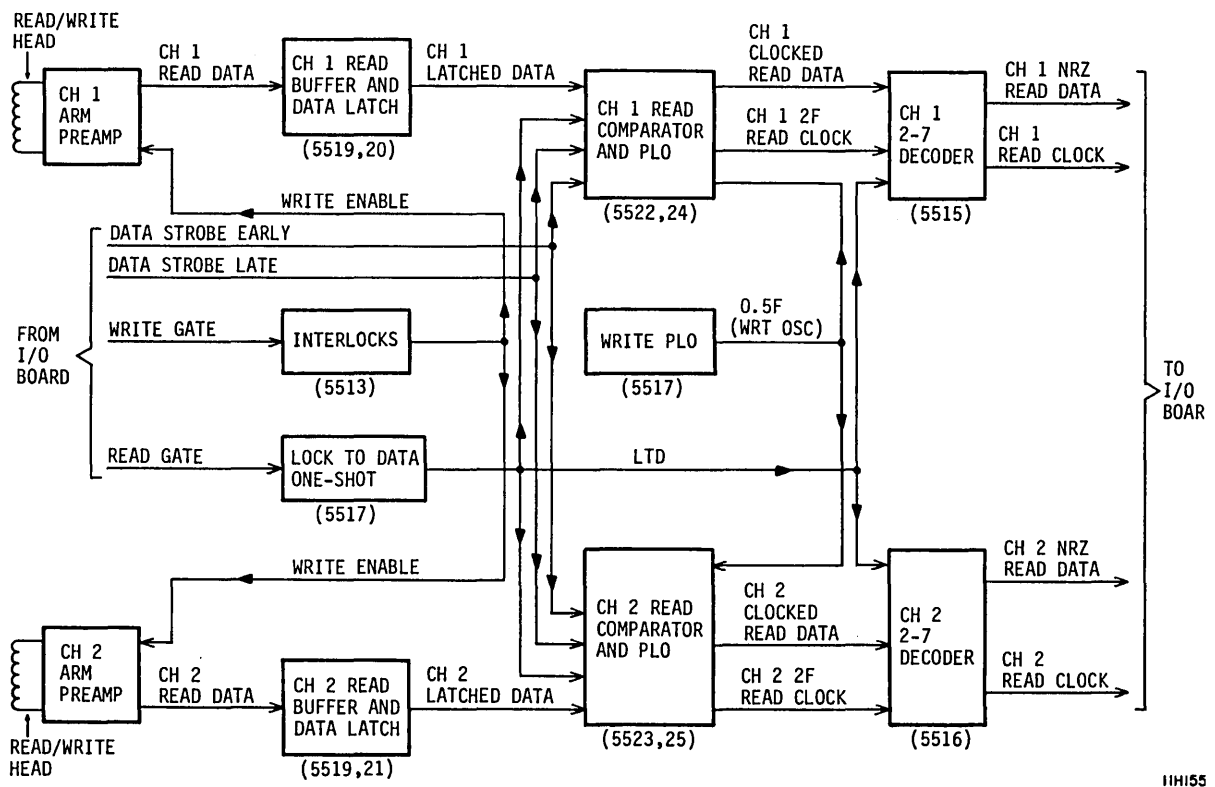 READ/WRITE
HEAD
CH 1
ARM
PREAMP
CH 1
READ DATA
CH 1 READ
BUFFER AND
DATA LATCH
(5519,20)
CH 1
LATCHED DATA
CH 1 READ
COMPARATOR
AND PLO
(5522,24)
CH 1
CLOCKED
READ DATA
CH 1 2F
READ CLOCK
CH 1
2-7
DECODER
(5515)
CH 1 NRZ
READ DATA
CH 1
READ CLOCK
WRITE ENABLE
DATA STROBE EARLY
DATA STROBE LATE
FROM
I/O
BOARD
WRITE GATE
INTERLOCKS
(5513)
WRITE PLO
(5517)
0.5F
(WRT OSC)
TO
I/O
BOAR
READ GATE
LOCK TO DATA
ONE-SHOT
(5517)
LTD
WRITE ENABLE
CH 2
ARM
PREAMP
READ/WRITE
HEAD
CH 2
READ DATA
CH 2 READ
BUFFER AND
DATA LATCH
(5519,21)
CH 2
LATCHED DATA
CH 2 READ
COMPARATOR
AND PLO
(5523,25)
CH 2
CLOCKED
READ DATA
CH 2 2F
READ CLOCK
CH 2
2-7
DECODER
(5516)
CH 2 NRZ
READ DATA
CH 2
READ CLOCK
11H155